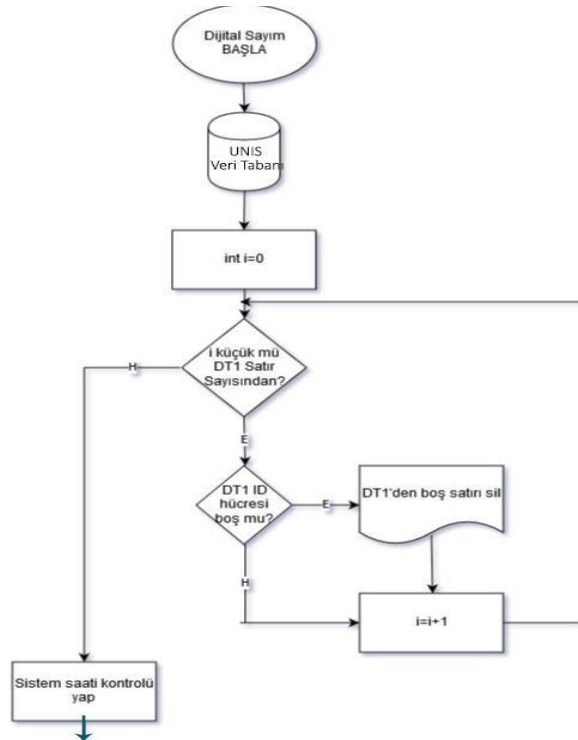 Dijital Sayım
BAŞLA
UNIS
Veri Tabanı
int i=0
i küçük mü
DT1 Satır
Sayısından?
H
E
DT1 ID
hücresi
boş mu?
E
DT1'den boş satırı sil
H
i=i+1
Sistem saati kontrolü
yap